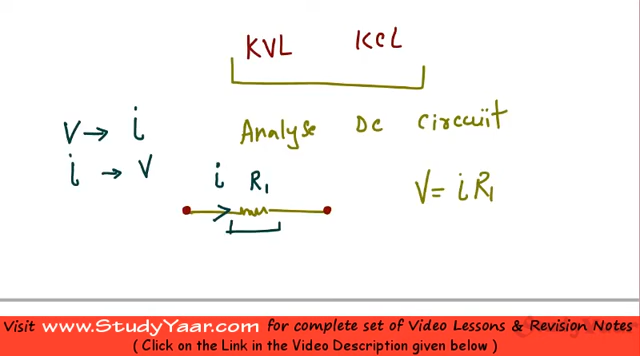 KVL KCL
Analyse DC circuit
V → i
i → V
i R₁
V = i R₁
Visit www.StudyYaar.com for complete set of Video Lessons & Revision Notes
( Click on the Link in the Video Description given below )